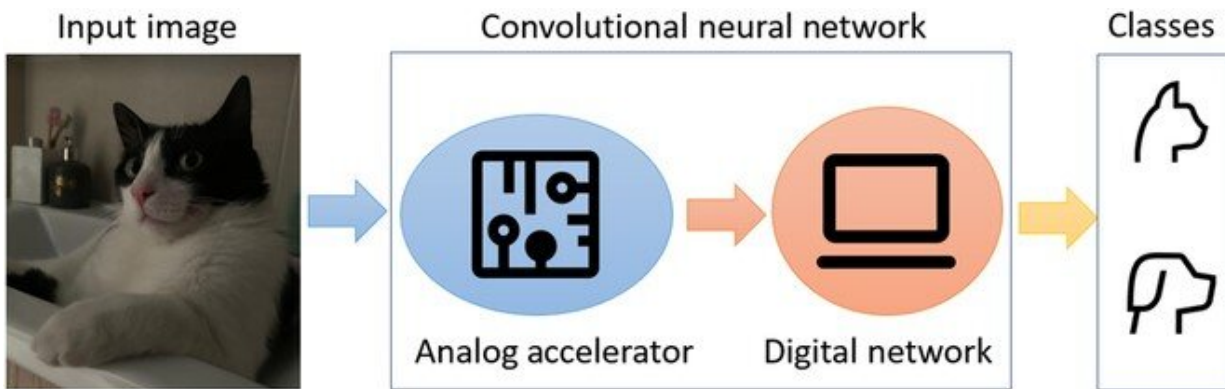 Input image
Convolutional neural network
Classes
Analog accelerator
Digital network